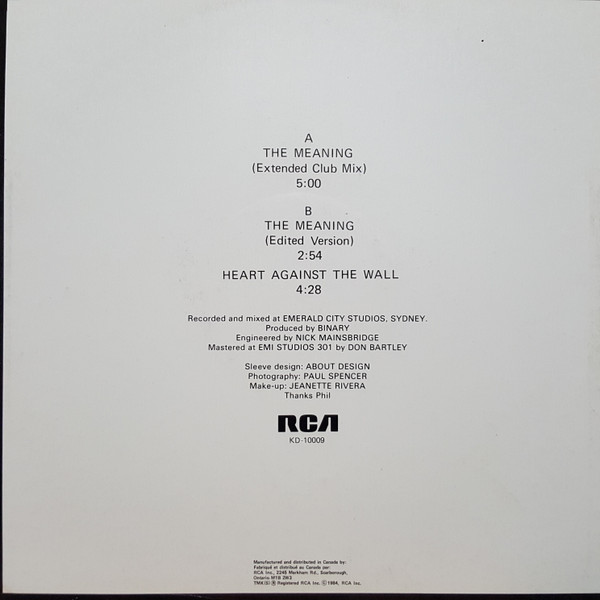 A
THE MEANING
(Extended Club Mix)
5:00
B
THE MEANING
(Edited Version)
2:54
HEART AGAINST THE WALL
4:28
Recorded and mixed at EMERALD CITY STUDIOS, SYDNEY.
Produced by BINARY
Engineered by NICK MAINSBRIDGE
Mastered at EMI STUDIOS 301 by DON BARTLEY
Sleeve design: ABOUT DESIGN
Photography: PAUL SPENCER
Make-up: JEANETTE RIVERA
Thanks Phil
RCA
KD-10009
Manufactured and distributed in Canada by:
Fabriqué et distribué au Canada par:
RCA Inc., 2245 Markham Rd., Scarborough,
Ontario M1B 2W3
TMK(S) ® Registered RCA Inc. © 1984, RCA Inc.